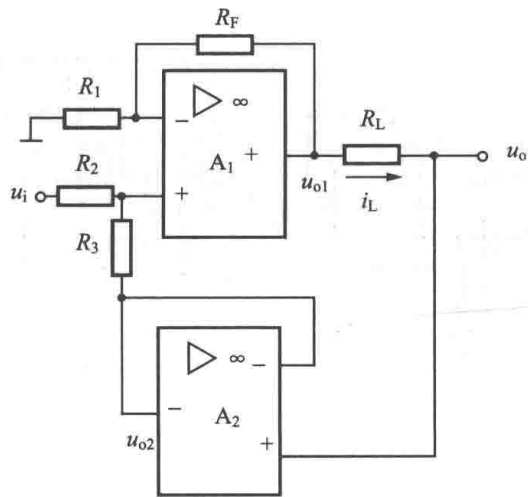 R_F
R_1
▷ ∞
−
A_1
+
+
R_L
u_o
u_o1
i_L
R_2
u_i
R_3
▷ ∞
−
−
A_2
u_o2
+